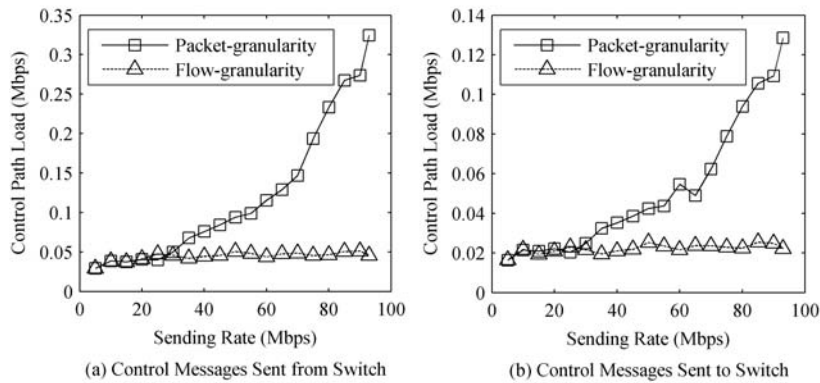 0.35
0.3
0.25
0.2
0.15
0.1
0.05
0
Control Path Load (Mbps)
Packet-granularity
Flow-granularity
0 20 40 60 80 100
Sending Rate (Mbps)
(a) Control Messages Sent from Switch
0.14
0.12
0.1
0.08
0.06
0.04
0.02
0
Control Path Load (Mbps)
Packet-granularity
Flow-granularity
0 20 40 60 80 100
Sending Rate (Mbps)
(b) Control Messages Sent to Switch